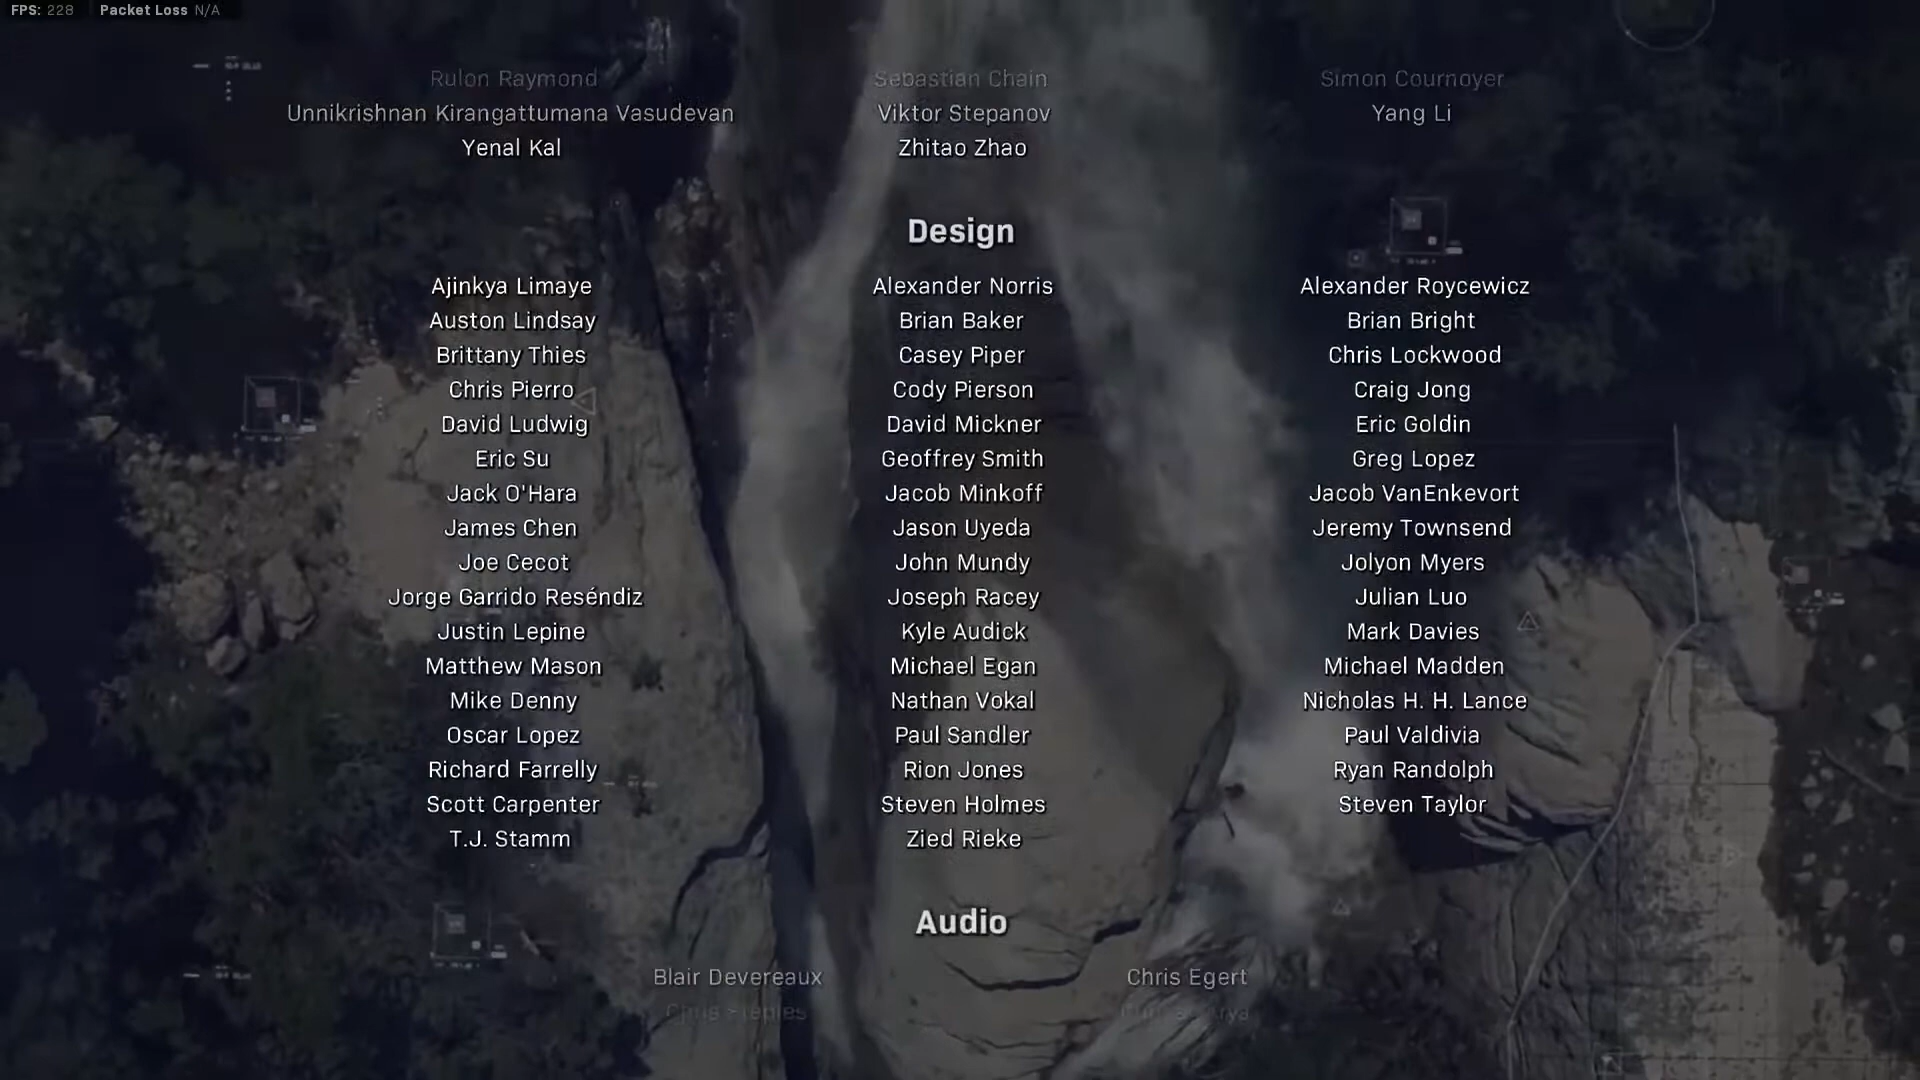 FPS: 228 Packet Loss N/A
Rulon Raymond Sebastian Chain Simon Cournoyer
Unnikrishnan Kirangattumana Vasudevan Viktor Stepanov Yang Li
Yenal Kal Zhitao Zhao
Design
Ajinkya Limaye Alexander Norris Alexander Roycewicz
Auston Lindsay Brian Baker Brian Bright
Brittany Thies Casey Piper Chris Lockwood
Chris Pierro Cody Pierson Craig Jong
David Ludwig David Mickner Eric Goldin
Eric Su Geoffrey Smith Greg Lopez
Jack O'Hara Jacob Minkoff Jacob VanEnkevort
James Chen Jason Uyeda Jeremy Townsend
Joe Cecot John Mundy Jolyon Myers
Jorge Garrido Reséndiz Joseph Racey Julian Luo
Justin Lepine Kyle Audick Mark Davies
Matthew Mason Michael Egan Michael Madden
Mike Denny Nathan Vokal Nicholas H. H. Lance
Oscar Lopez Paul Sandler Paul Valdivia
Richard Farrelly Rion Jones Ryan Randolph
Scott Carpenter Steven Holmes Steven Taylor
T.J. Stamm Zied Rieke
Audio
Blair Devereaux Chris Egert